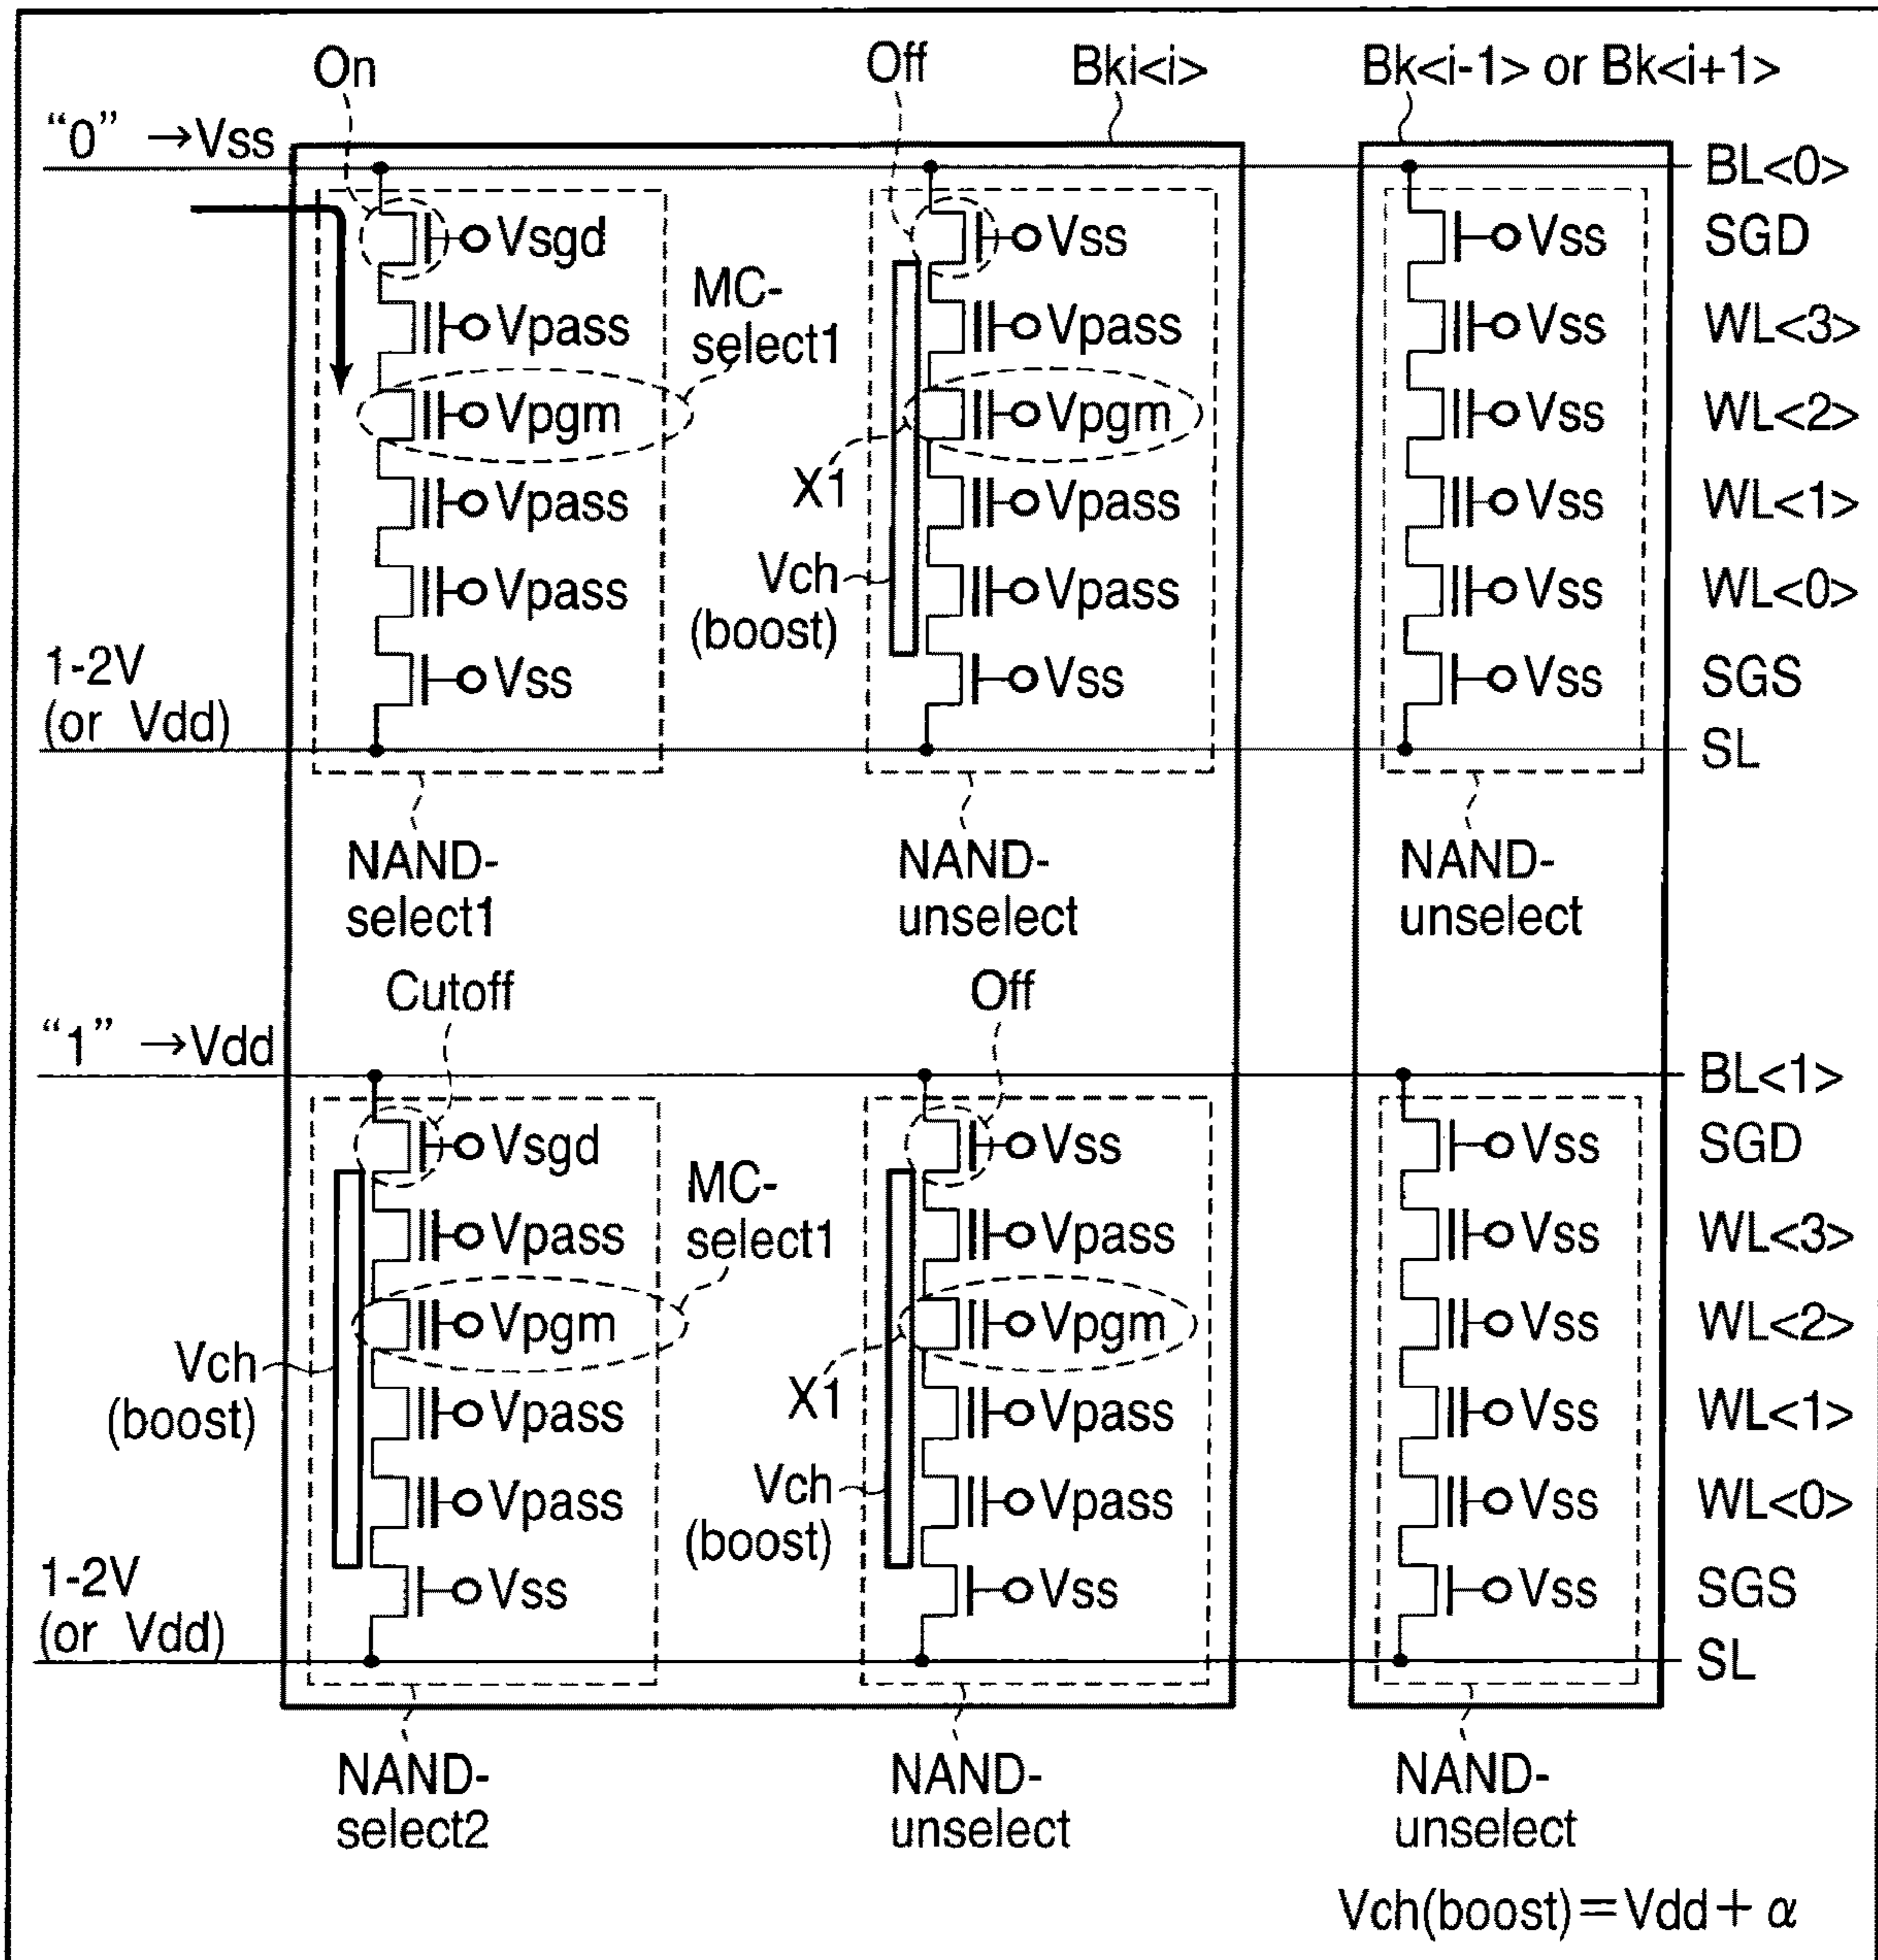 On
Off
Bki<i>
Bk<i-1> or Bk<i+1>
“0” →Vss
BL<0>
Vsgd
Vss
Vss
SGD
MC-
select1
Vpass
Vpass
Vss
WL<3>
Vpgm
Vpgm
Vss
WL<2>
X1
Vpass
Vpass
Vss
WL<1>
Vch
(boost)
Vpass
Vpass
Vss
WL<0>
1-2V
(or Vdd)
Vss
Vss
Vss
SGS
SL
NAND-
select1
NAND-
unselect
NAND-
unselect
Cutoff
Off
“1” →Vdd
BL<1>
Vsgd
Vss
Vss
SGD
MC-
select1
Vpass
Vpass
Vss
WL<3>
Vpgm
Vpgm
Vss
WL<2>
Vch
(boost)
X1
Vpass
Vpass
Vss
WL<1>
Vch
(boost)
Vpass
Vpass
Vss
WL<0>
1-2V
(or Vdd)
Vss
Vss
Vss
SGS
SL
NAND-
select2
NAND-
unselect
NAND-
unselect
Vch(boost)=Vdd+ α